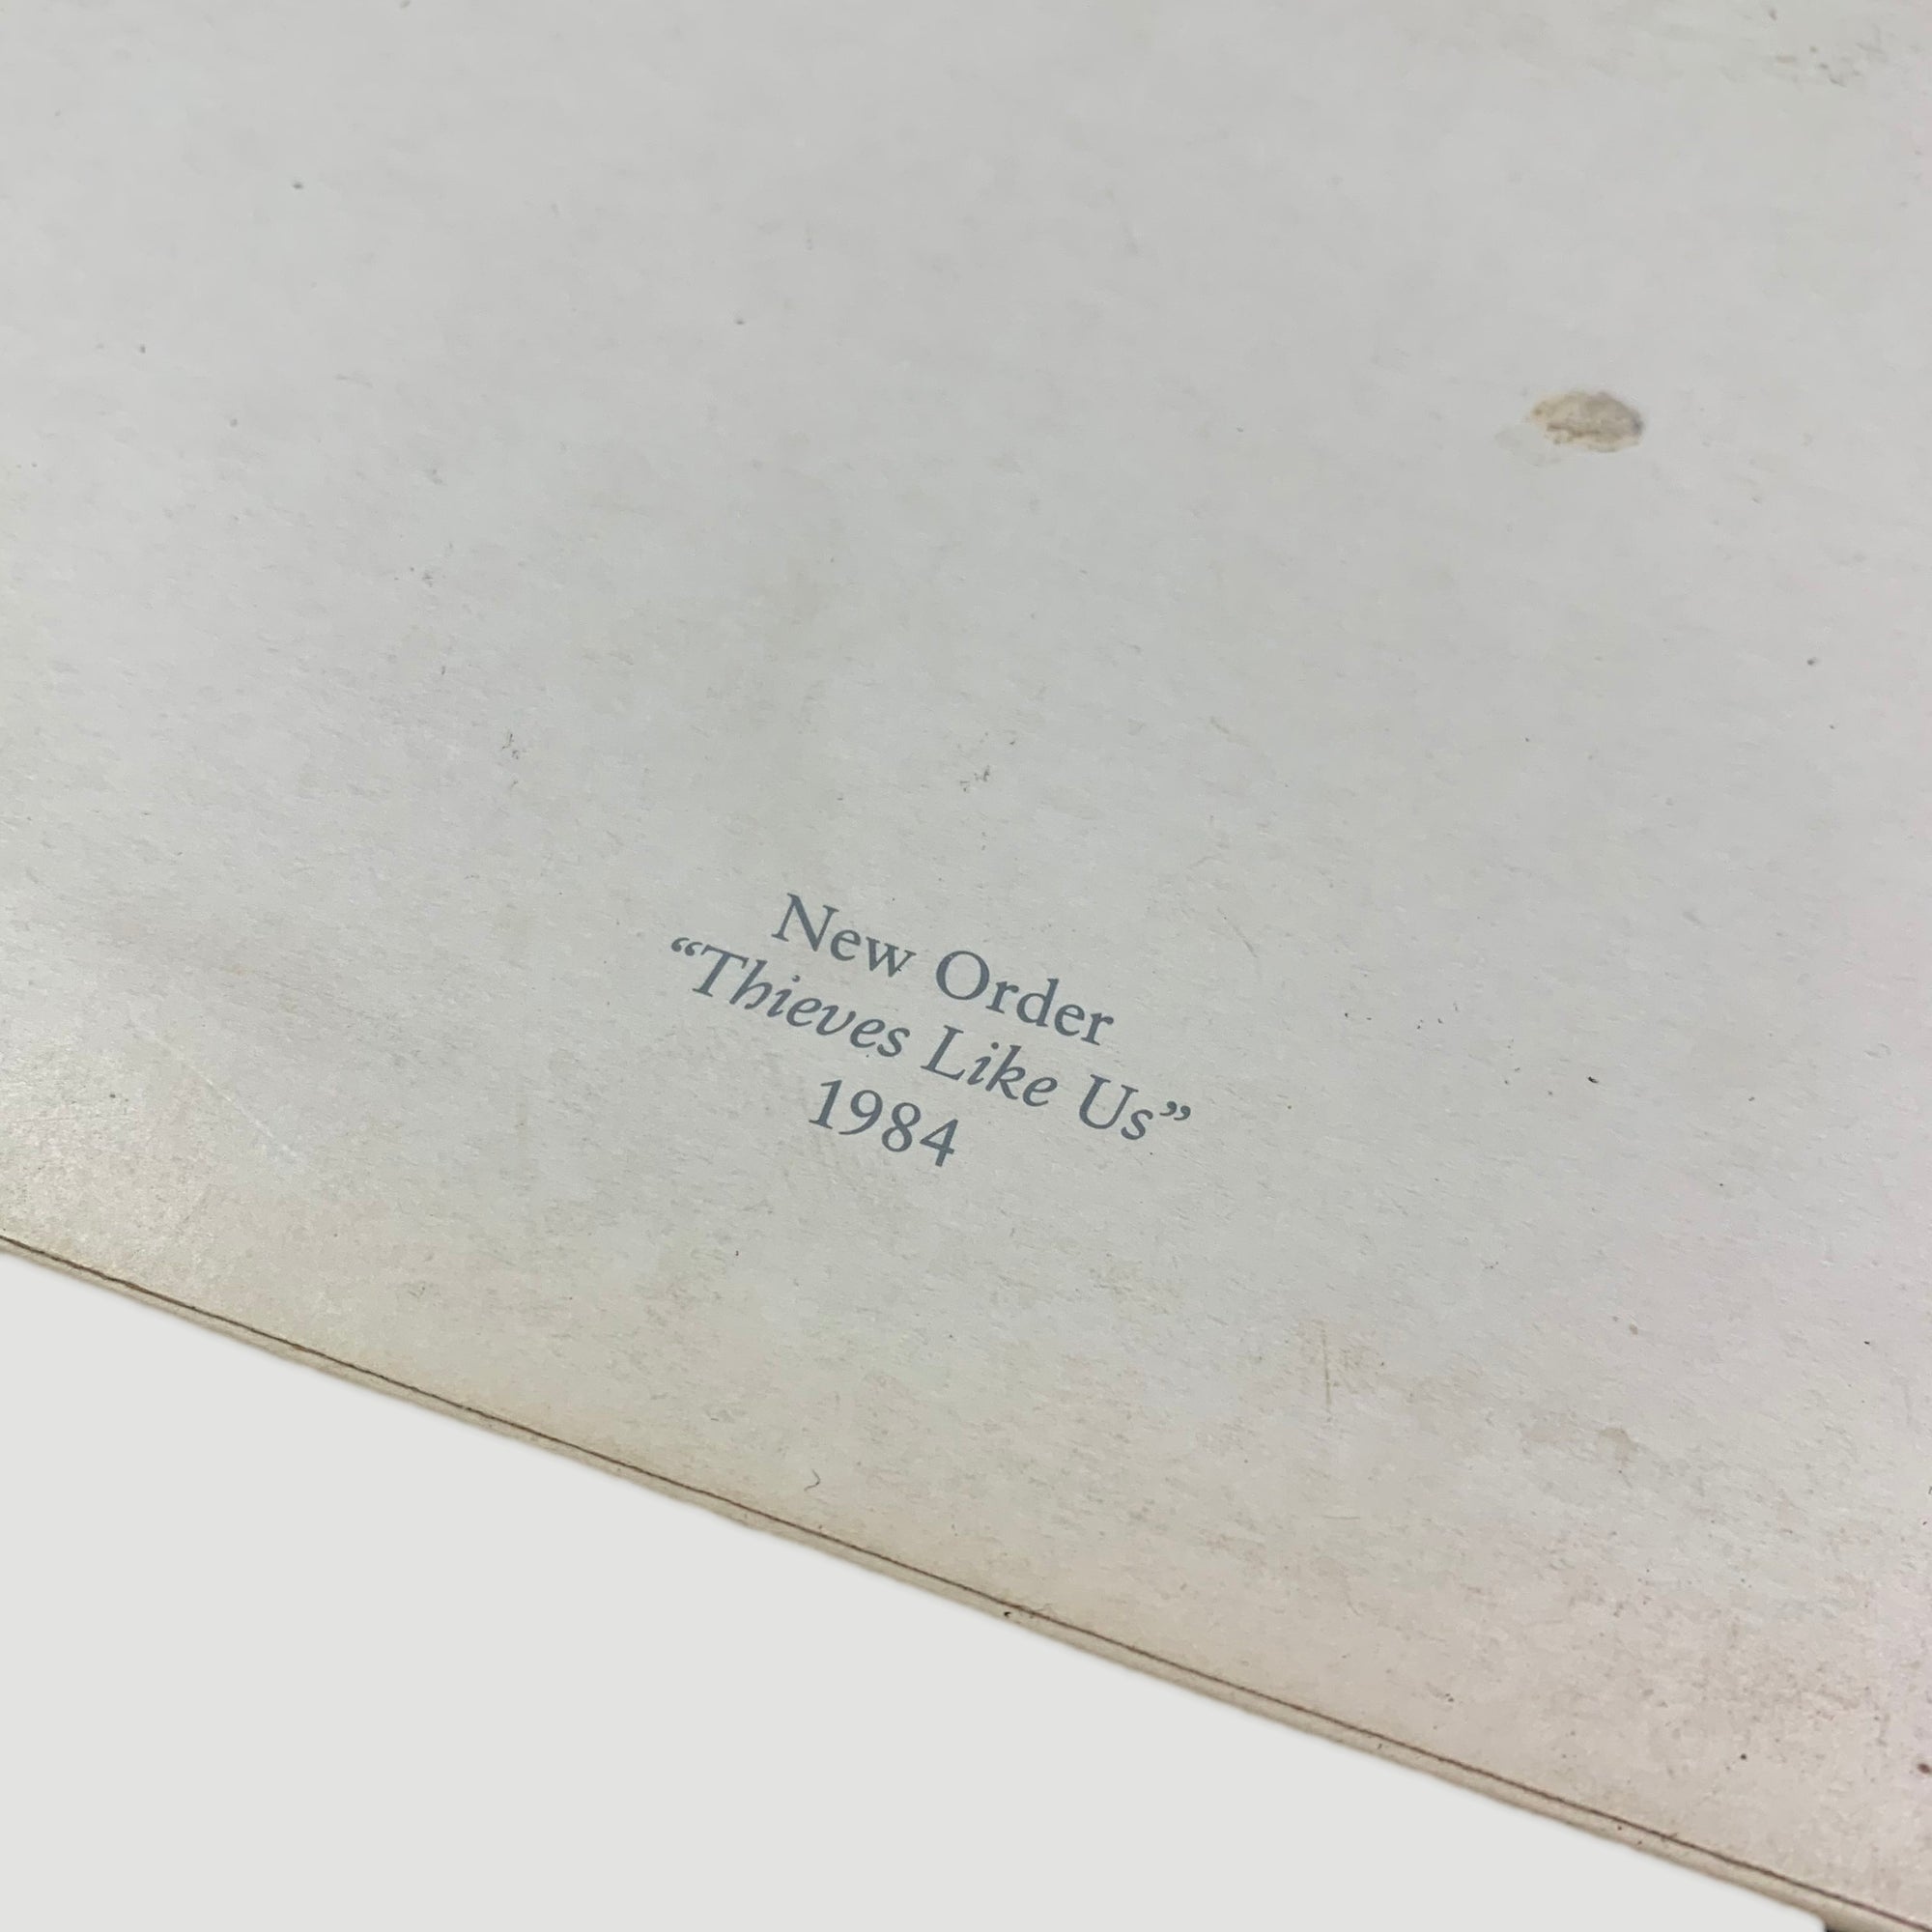 New Order
“Thieves Like Us”
1984